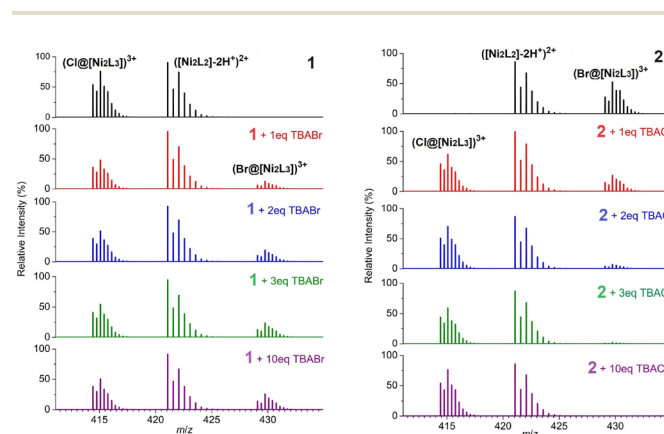 (Cl@[Ni2L3])³⁺
([Ni2L2]-2H⁺)²⁺
1
100
50
0
1 + 1eq TBABr
(Br@[Ni2L3])³⁺
100
50
0
1 + 2eq TBABr
100
50
0
1 + 3eq TBABr
100
50
0
1 + 10eq TBABr
100
50
0
Relative Intensity (%)
415 420 425 430
m/z
([Ni2L2]-2H⁺)²⁺
2
(Br@[Ni2L3])³⁺
100
50
0
(Cl@[Ni2L3])³⁺
2 + 1eq TBAC
100
50
0
2 + 2eq TBAC
100
50
0
2 + 3eq TBAC
100
50
0
2 + 10eq TBAC
100
50
0
Relative Intensity (%)
415 420 425 430
m/z